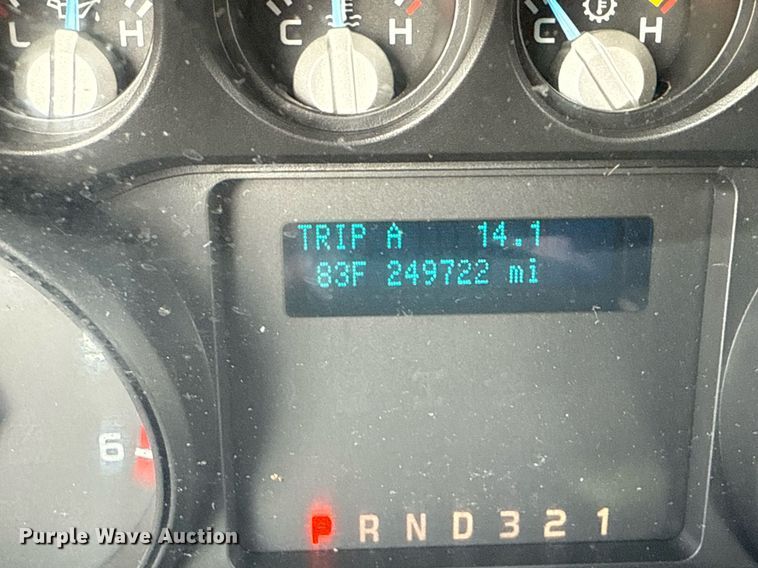 L H C H C F H
TRIP A 14.1
83F 249722 mi
6
P R N D 3 2 1
Purple Wave Auction